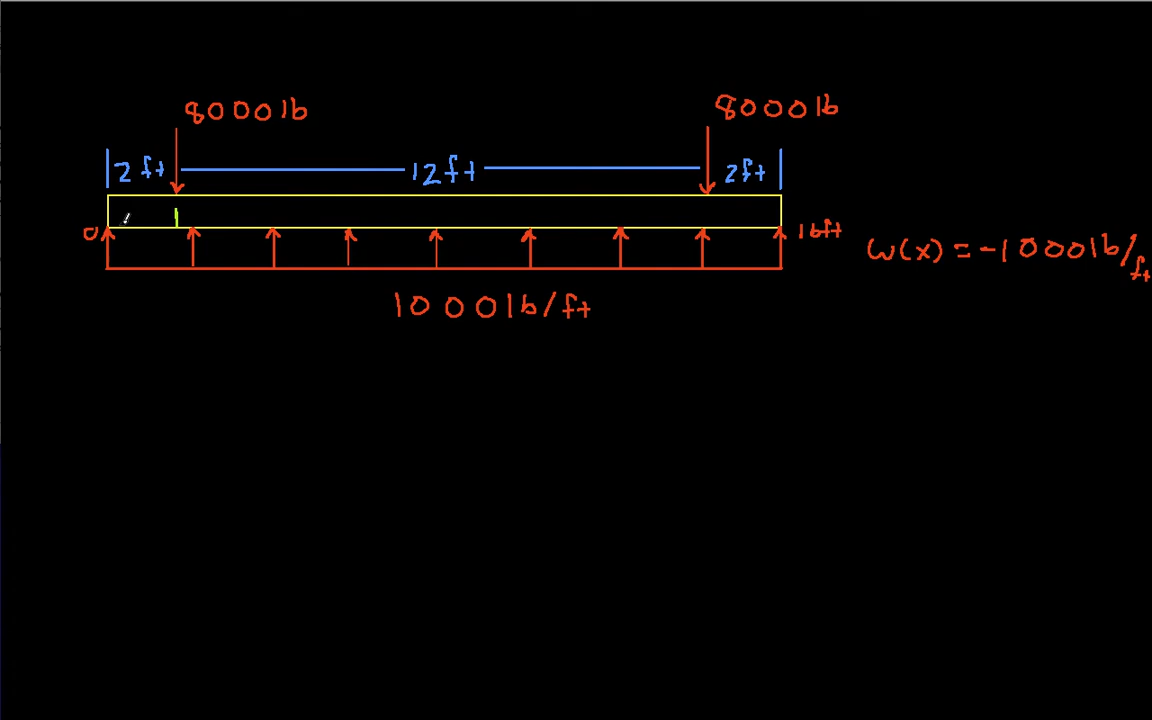 8000lb 8000lb
2ft 12ft 2ft
0 16ft
w(x) = -1000lb/ft
1000lb/ft